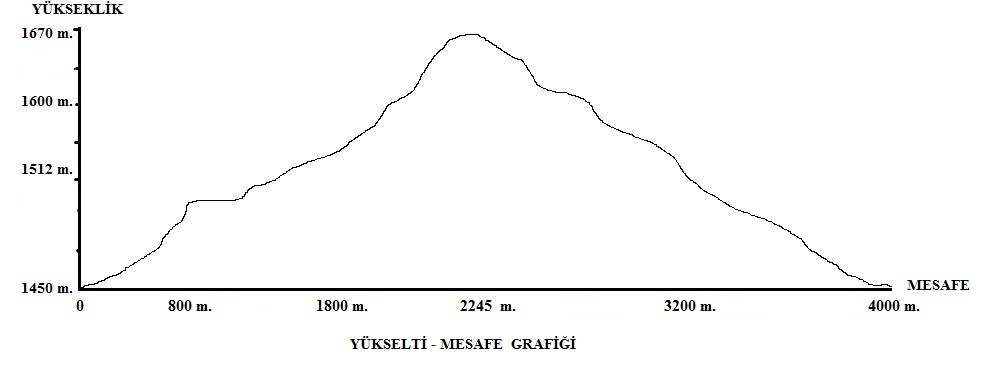 YÜKSEKLİK
1670 m.
1600 m.
1512 m.
1450 m.
0 800 m. 1800 m. 2245 m. 3200 m. 4000 m.
MESAFE
YÜKSELTİ - MESAFE GRAFİĞİ